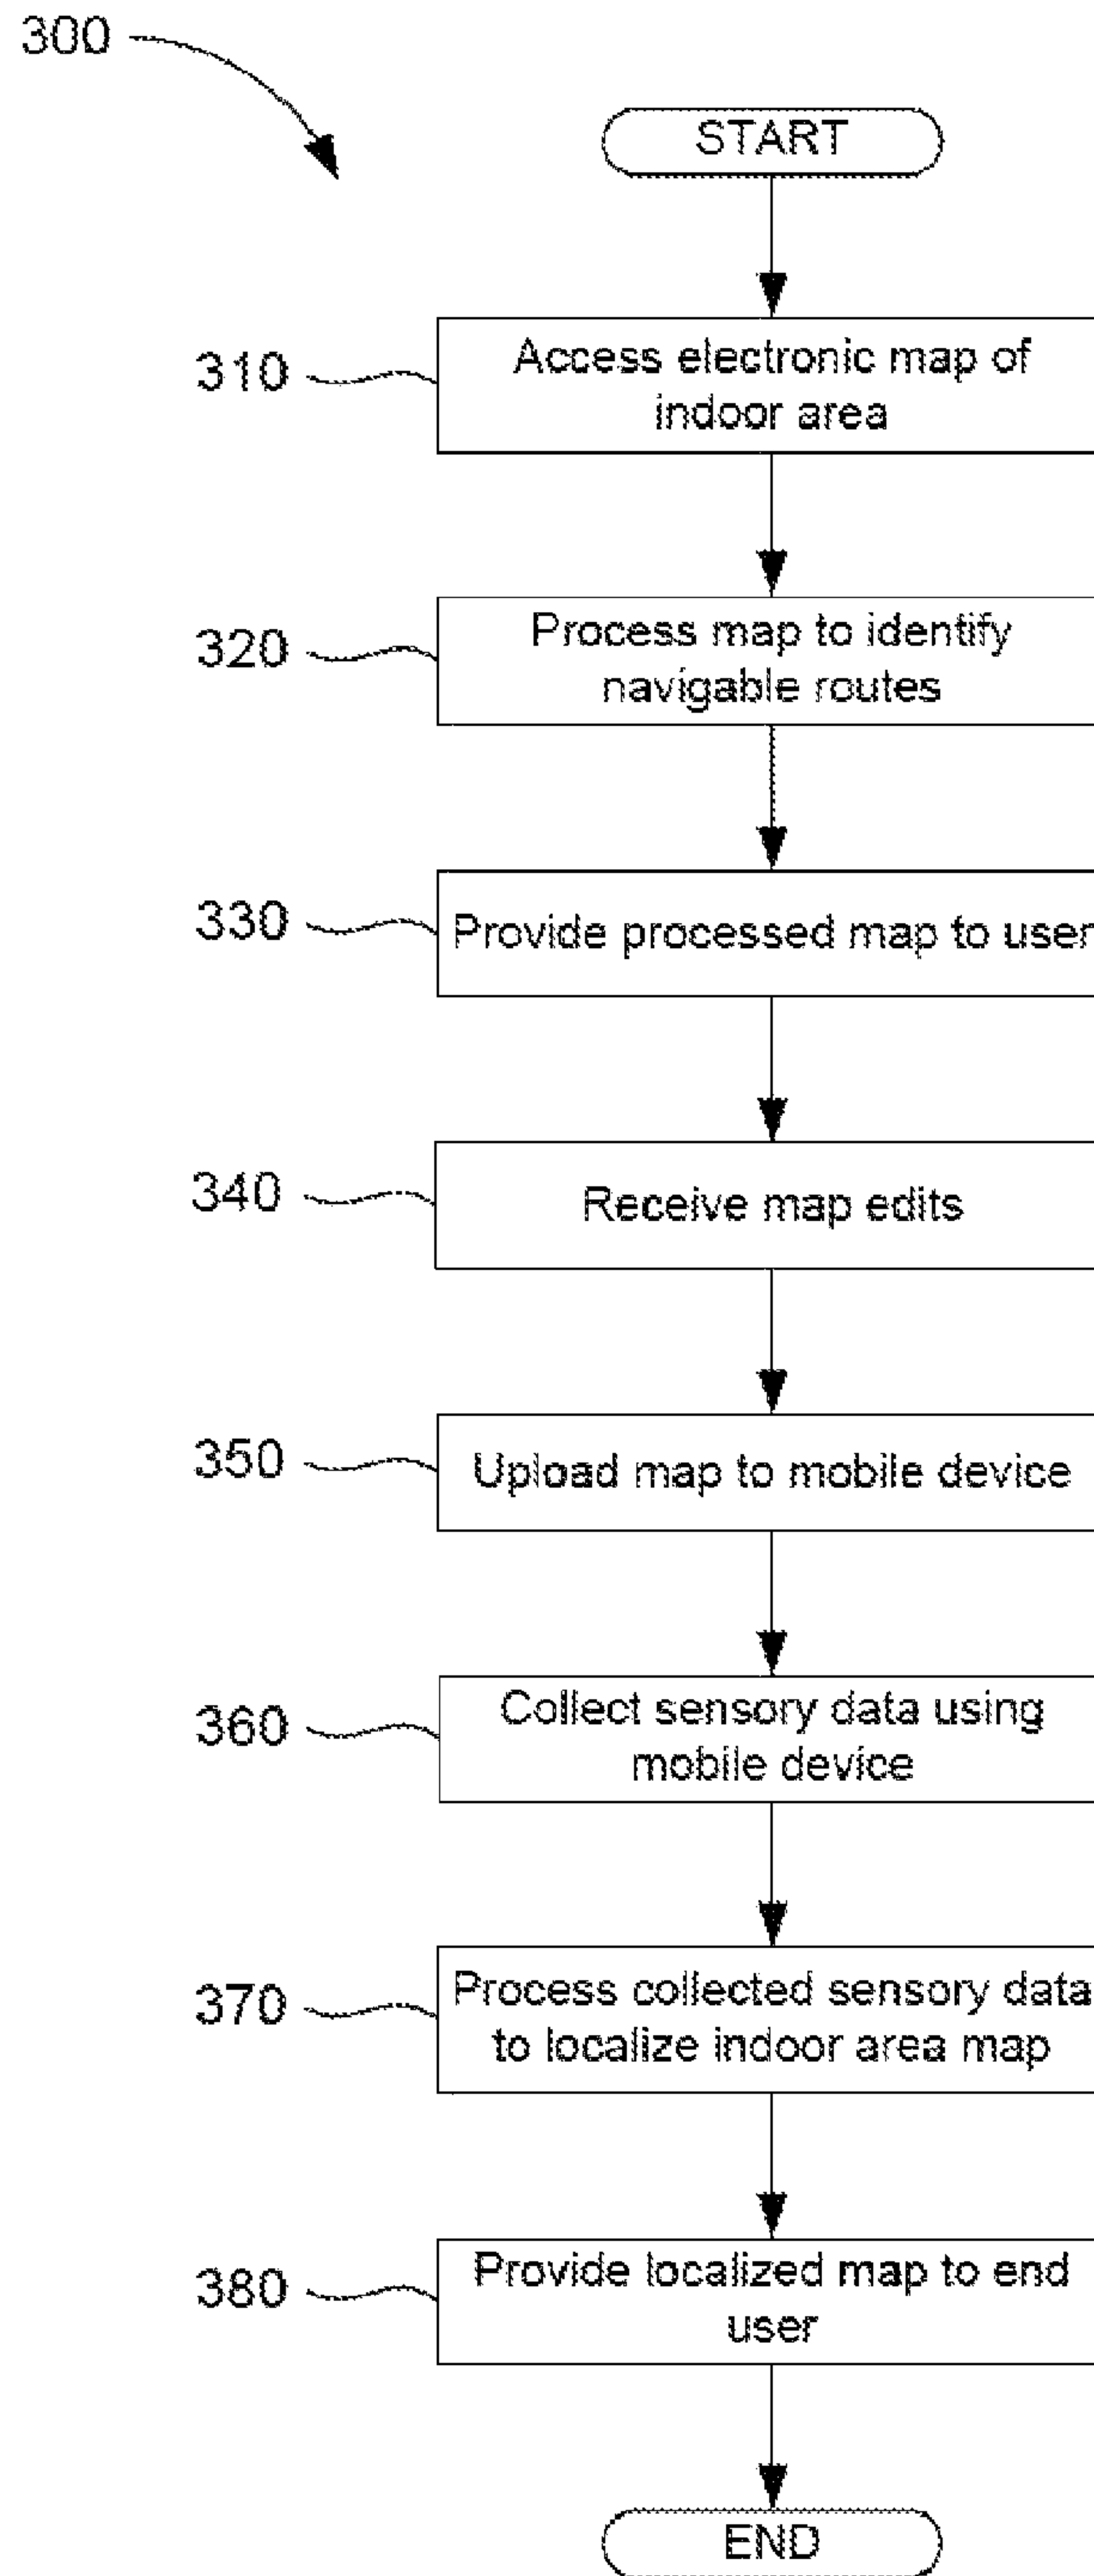 300
START
310
Access electronic map of
indoor area
320
Process map to identify
navigable routes
330
Provide processed map to user
340
Receive map edits
350
Upload map to mobile device
360
Collect sensory data using
mobile device
370
Process collected sensory data
to localize indoor area map
380
Provide localized map to end
user
END